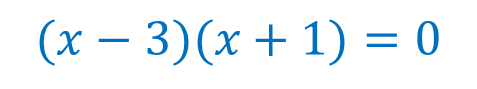 (x − 3)(x + 1) = 0